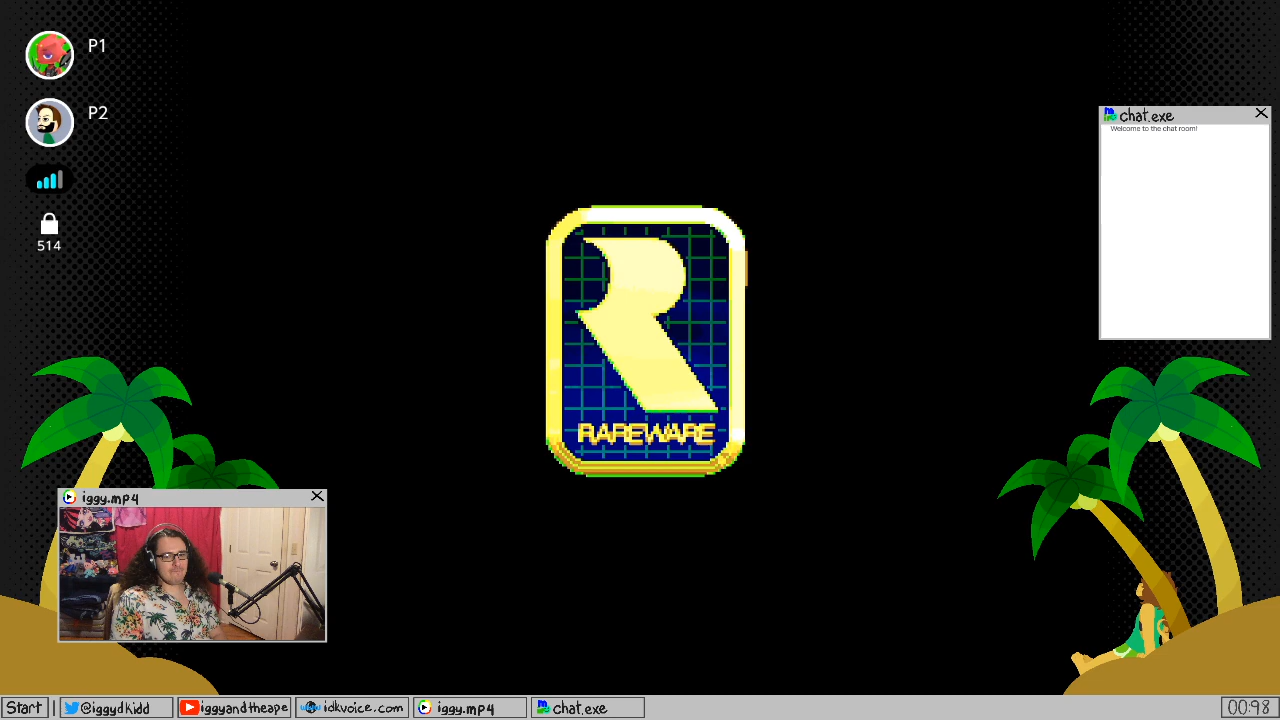 P1
P2
514
chat.exe
Welcome to the chat room!
RAREWARE
iggy.mp4
Start | @iggydkidd iggyandtheape idkvoice.com iggy.mp4 chat.exe 00:98